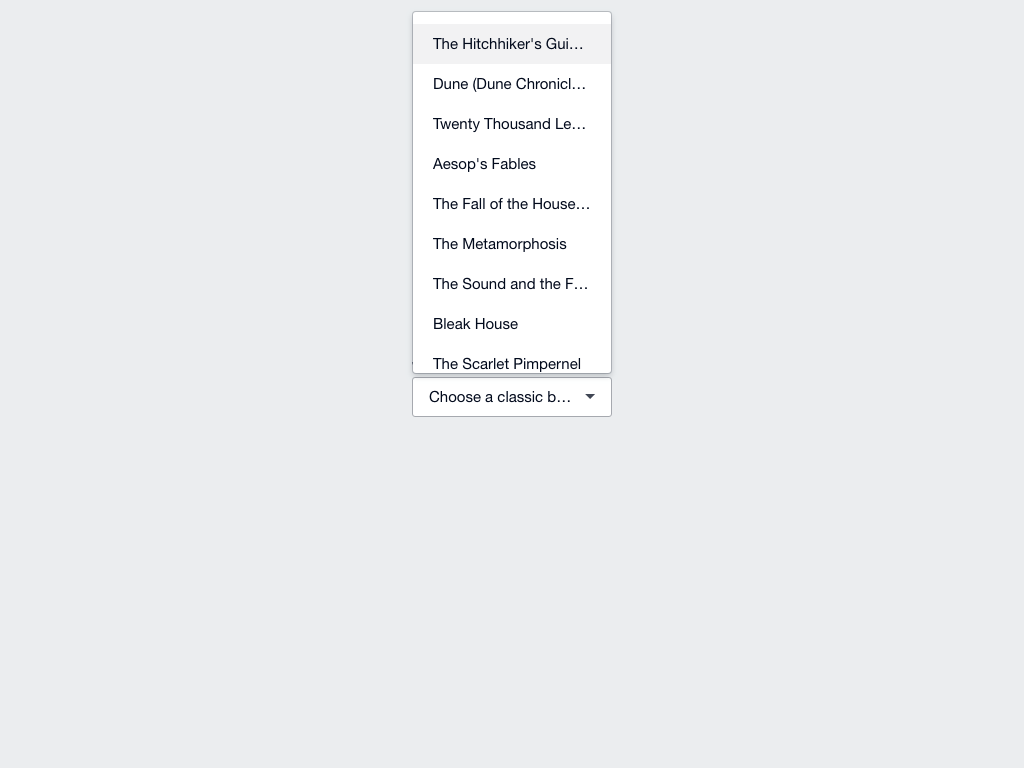 The Hitchhiker's Gui…
Dune (Dune Chronicl…
Twenty Thousand Le…
Aesop's Fables
The Fall of the House…
The Metamorphosis
The Sound and the F…
Bleak House
The Scarlet Pimpernel
Choose a classic b…